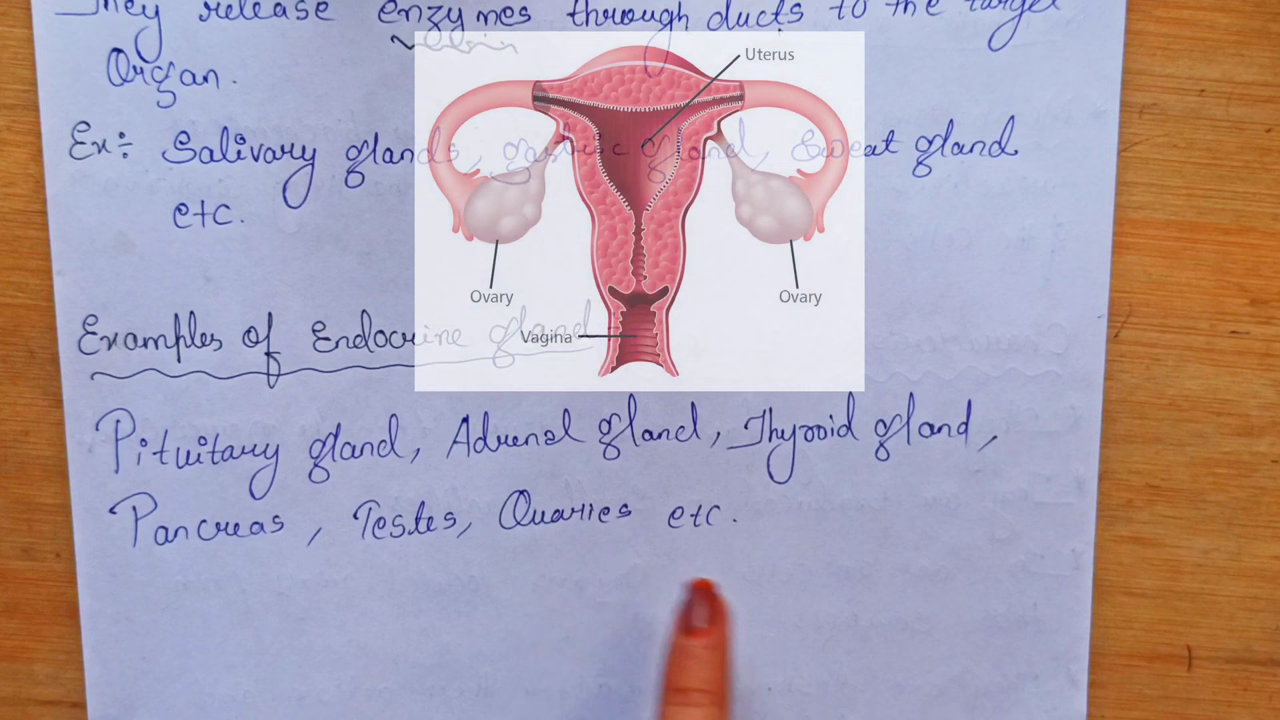 They release enzymes through ducts to the target
Organ.
Ex:- Salivary glands, gastric gland, Sweat gland
etc.
Uterus
Ovary
Ovary
Vagina
Examples of Endocrine gland
Pituitary gland, Adrenal gland, Thyroid gland,
Pancreas, Testes, Ovaries etc.